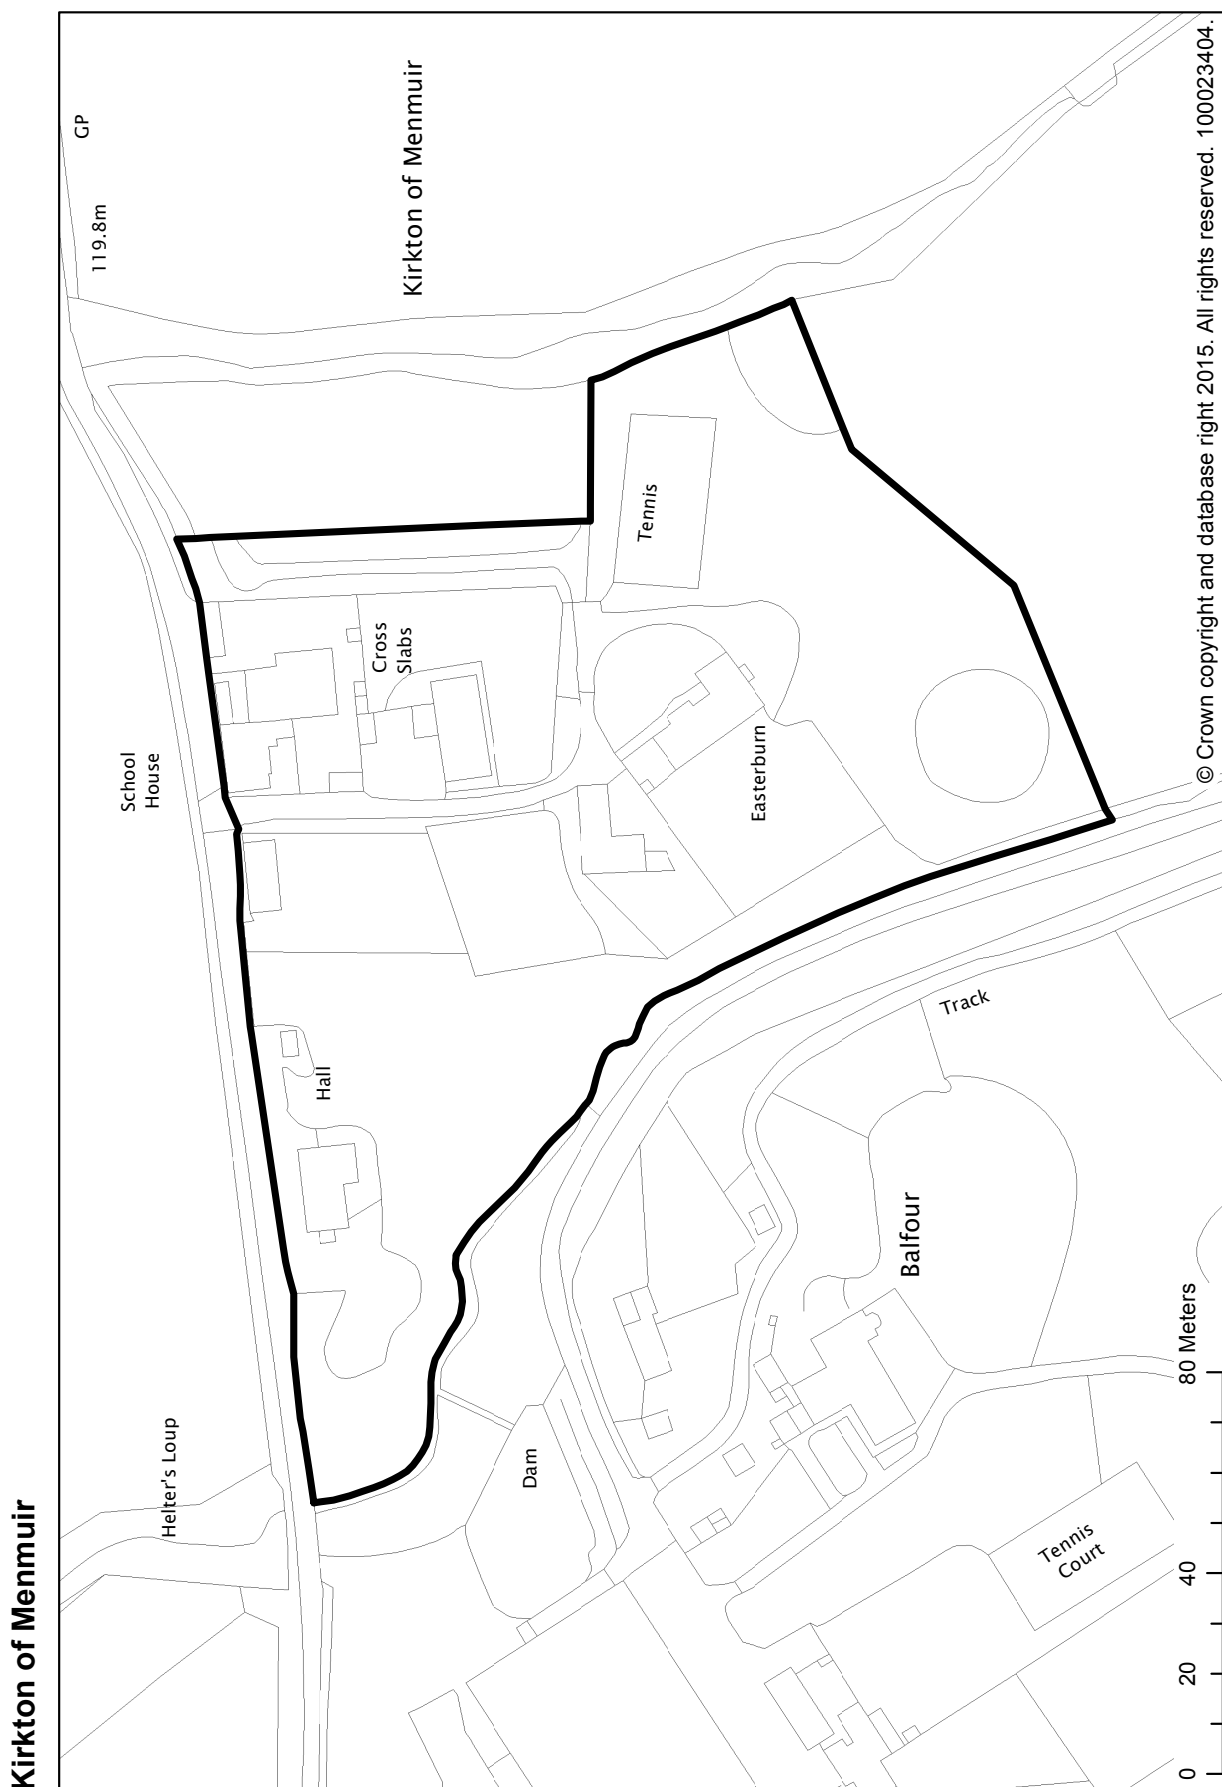 Kirkton of Menmuir
GP
119.8m
Kirkton of Menmuir
School
House
Cross
Slabs
Tennis
Easterburn
Hall
Helter's Loup
Dam
Track
Balfour
Tennis
Court
0 20 40 80 Meters
© Crown copyright and database right 2015. All rights reserved. 100023404.